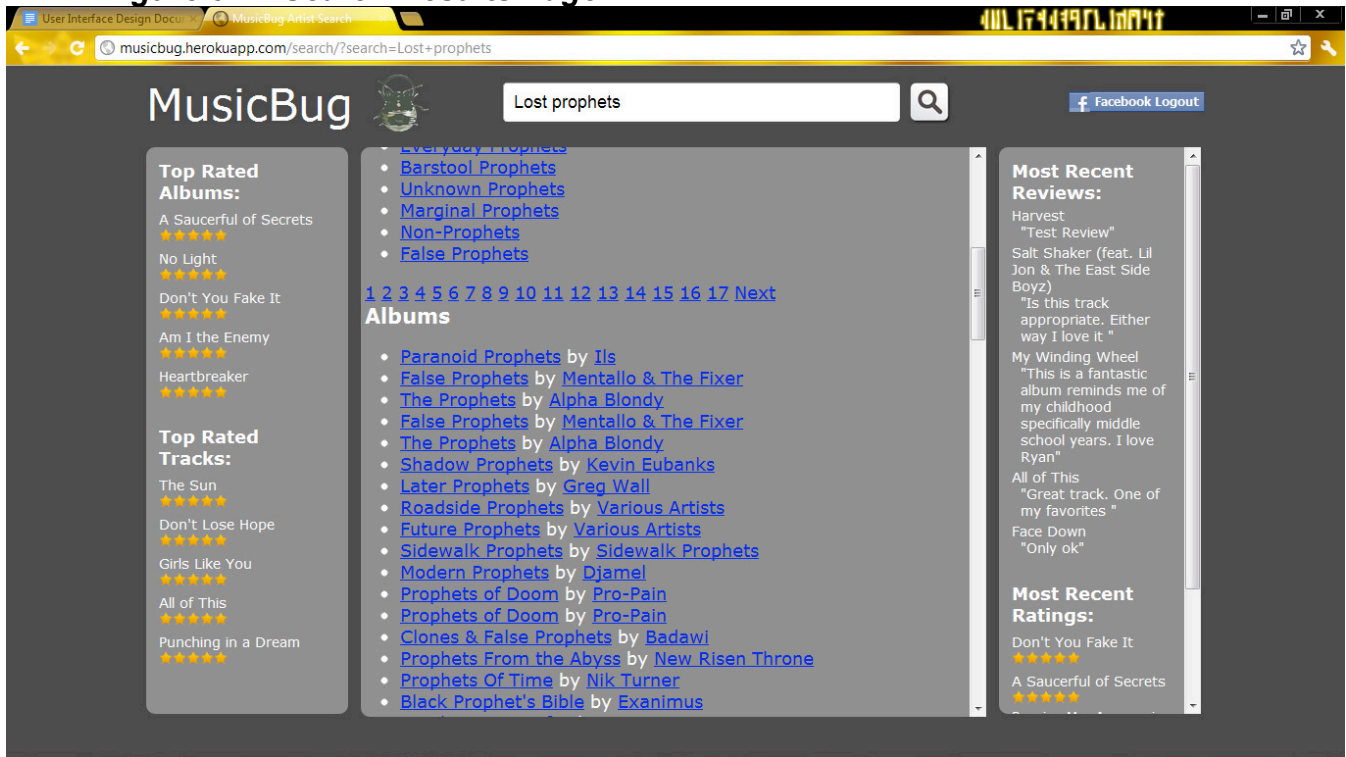 User Interface Design Docu
MusicBug Artist Search
musicbug.herokuapp.com/search/?search=Lost+prophets
MusicBug
Lost prophets
Facebook Logout
Top Rated
Albums:
A Saucerful of Secrets
No Light
Don't You Fake It
Am I the Enemy
Heartbreaker
Top Rated
Tracks:
The Sun
Don't Lose Hope
Girls Like You
All of This
Punching in a Dream
Everyday Prophets
Barstool Prophets
Unknown Prophets
Marginal Prophets
Non-Prophets
False Prophets
1 2 3 4 5 6 7 8 9 10 11 12 13 14 15 16 17 Next
Albums
Paranoid Prophets by Ils
False Prophets by Mentallo & The Fixer
The Prophets by Alpha Blondy
False Prophets by Mentallo & The Fixer
The Prophets by Alpha Blondy
Shadow Prophets by Kevin Eubanks
Later Prophets by Greg Wall
Roadside Prophets by Various Artists
Future Prophets by Various Artists
Sidewalk Prophets by Sidewalk Prophets
Modern Prophets by Djamel
Prophets of Doom by Pro-Pain
Prophets of Doom by Pro-Pain
Clones & False Prophets by Badawi
Prophets From the Abyss by New Risen Throne
Prophets Of Time by Nik Turner
Black Prophet's Bible by Exanimus
Most Recent
Reviews:
Harvest
"Test Review"
Salt Shaker (feat. Lil
Jon & The East Side
Boyz)
"Is this track
appropriate. Either
way I love it "
My Winding Wheel
"This is a fantastic
album reminds me of
my childhood
specifically middle
school years. I love
Ryan"
All of This
"Great track. One of
my favorites "
Face Down
"Only ok"
Most Recent
Ratings:
Don't You Fake It
A Saucerful of Secrets